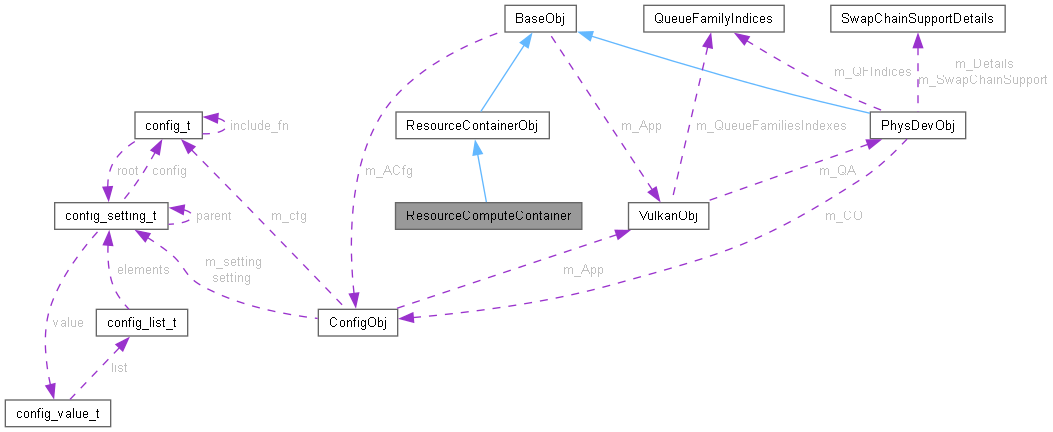 BaseObj
QueueFamilyIndices
SwapChainSupportDetails
m_QFIndices
m_Details
m_SwapChainSupport
config_t
include_fn
ResourceContainerObj
m_App
m_QueueFamiliesIndexes
PhysDevObj
root
config
m_ACfg
m_QA
config_setting_t
parent
m_cfg
ResourceComputeContainer
VulkanObj
m_CO
elements
m_setting
setting
m_App
value
config_list_t
ConfigObj
list
config_value_t